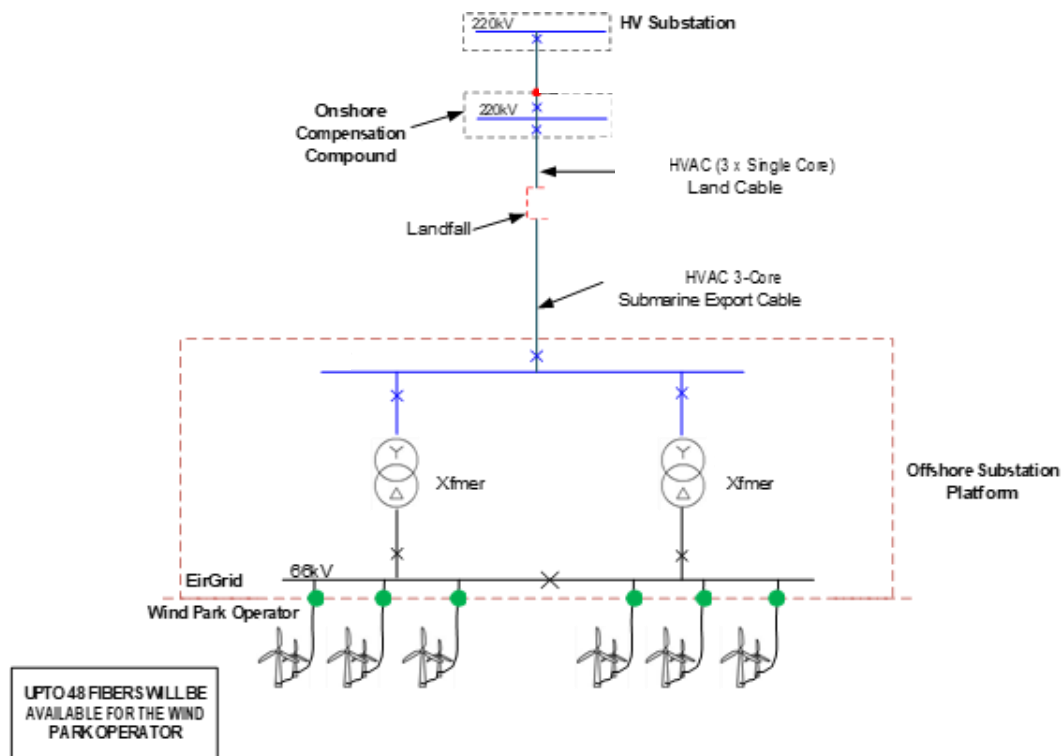 220kV
HV Substation
220kV
Onshore
Compensation
Compound
HVAC (3 x Single Core)
Land Cable
Landfall
HVAC 3-Core
Submarine Export Cable
Xfmer
Xfmer
Offshore Substation
Platform
66kV
EirGrid
Wind Park Operator
UPTO 48 FIBERS WILL BE
AVAILABLE FOR THE WIND
PARK OPERATOR